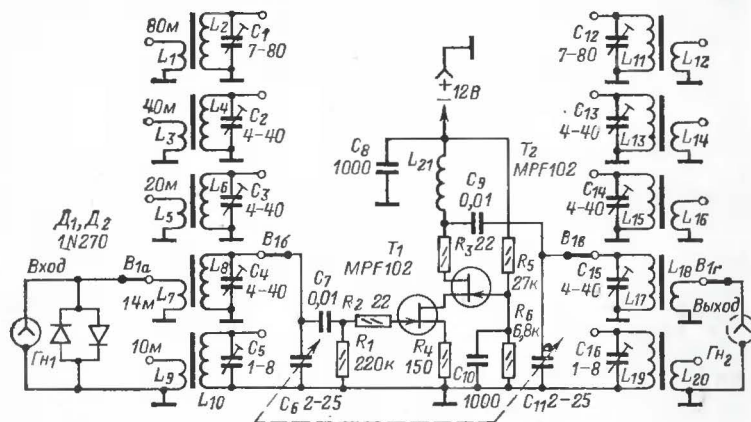 80м
L₁
L₂
C₁
7-80
40м
L₃
L₄
C₂
4-40
20м
L₅
L₆
C₃
4-40
Д₁, Д₂
1N270
Вход
Гн₁
В₁а
14м
L₇
L₈
C₄
4-40
10м
L₉
L₁₀
C₅
1-8
В₁б
C₇
0,01
C₆ 2-25
R₂ 22
R₁
220к
T₁
MPF102
R₄
150
C₈
1000
L₂₁
+
12В
−
C₉
0,01
T₂
MPF102
R₃ 22
R₅
27к
R₆
6,8к
C₁₀
1000
C₁₁ 2-25
В₁в
C₁₂
7-80
L₁₁
L₁₂
C₁₃
4-40
L₁₃
L₁₄
C₁₄
4-40
L₁₅
L₁₆
C₁₅
4-40
L₁₇
L₁₈
В₁г
Выход
Гн₂
C₁₆
1-8
L₁₉
L₂₀